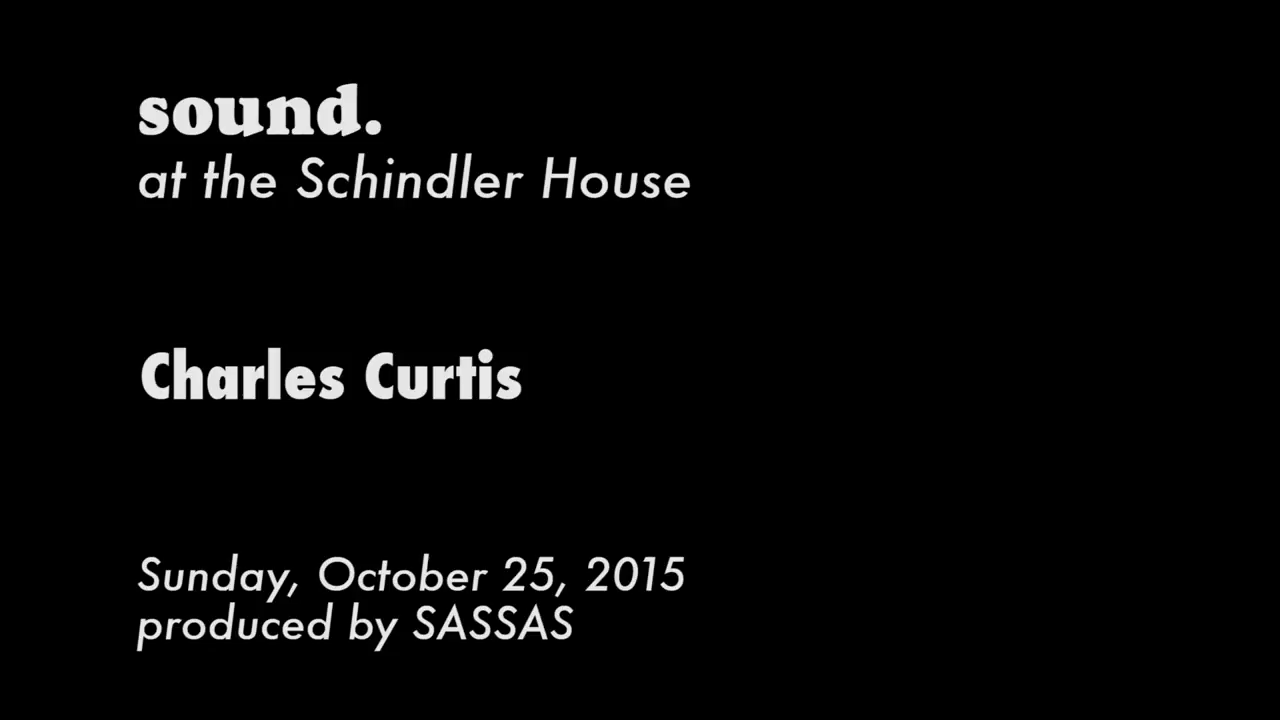 sound.
at the Schindler House
Charles Curtis
Sunday, October 25, 2015
produced by SASSAS